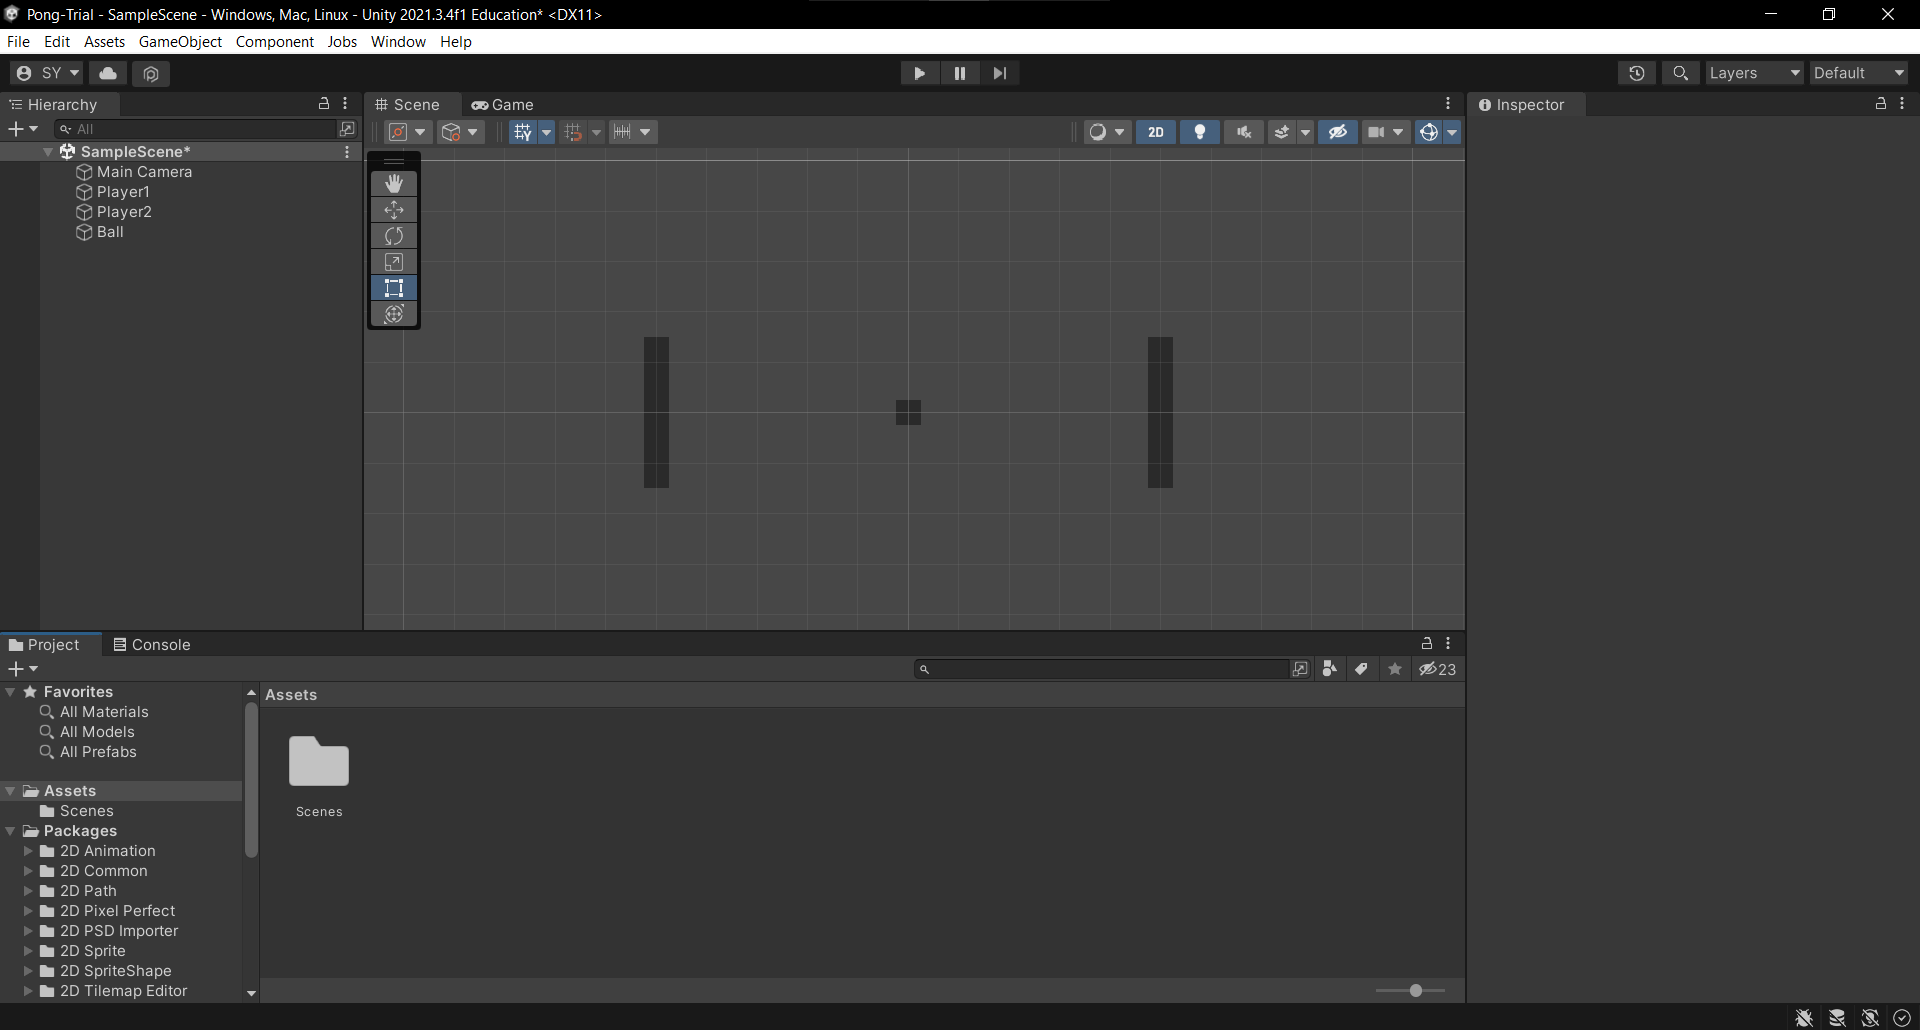 Pong-Trial - SampleScene - Windows, Mac, Linux - Unity 2021.3.4f1 Education* <DX11>
File Edit Assets GameObject Component Jobs Window Help
SY Layers Default
Hierarchy Scene Game Inspector
All 2D
SampleScene*
Main Camera
Player1
Player2
Ball
Project Console
23
Favorites Assets
All Materials
All Models
All Prefabs
Assets
Scenes Scenes
Packages
2D Animation
2D Common
2D Path
2D Pixel Perfect
2D PSD Importer
2D Sprite
2D SpriteShape
2D Tilemap Editor